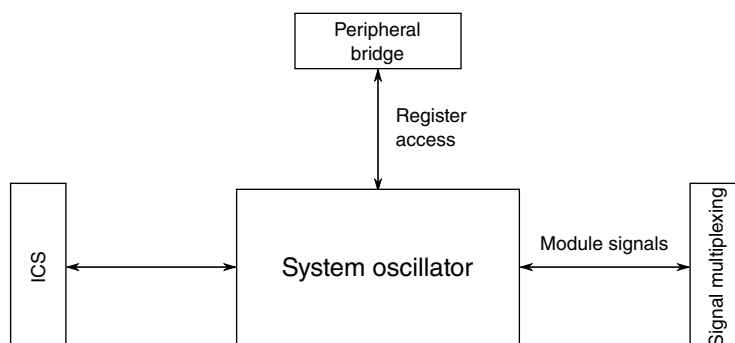 Peripheral
bridge
Register
access
ICS
System oscillator
Module signals
Signal multiplexing